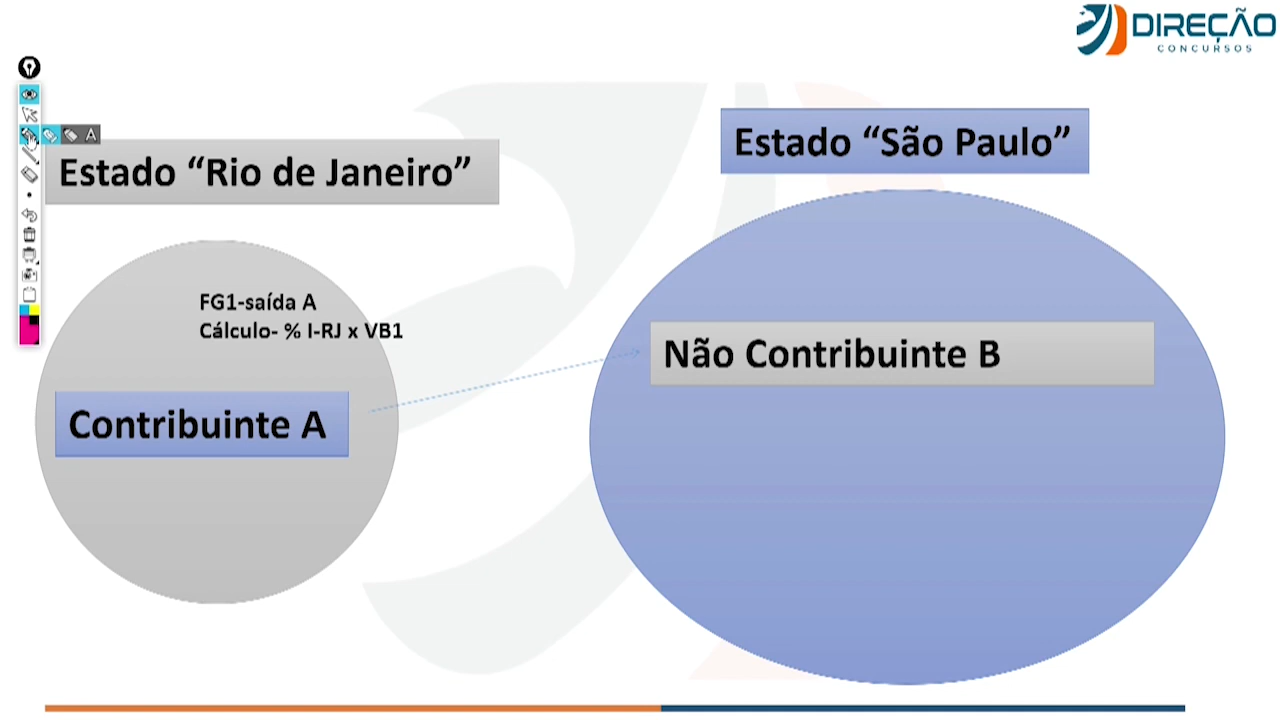 DIREÇÃO
CONCURSOS
A
Estado “Rio de Janeiro”
Estado “São Paulo”
FG1-saída A
Cálculo- % I-RJ x VB1
Contribuinte A
Não Contribuinte B